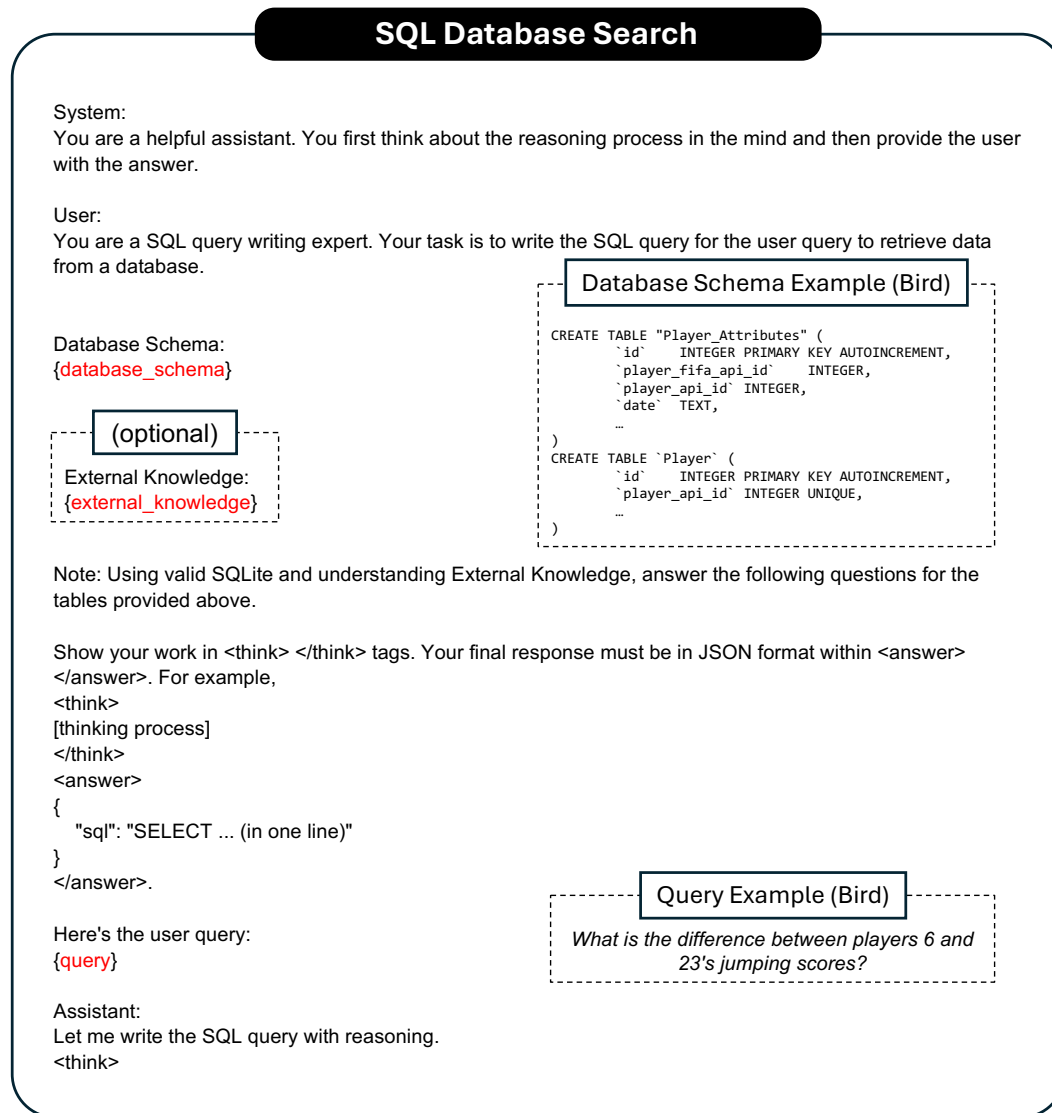 SQL Database Search
System:
You are a helpful assistant. You first think about the reasoning process in the mind and then provide the user
with the answer.
User:
You are a SQL query writing expert. Your task is to write the SQL query for the user query to retrieve data
from a database.
Database Schema:
{database_schema}
(optional)
External Knowledge:
{external_knowledge}
Database Schema Example (Bird)
CREATE TABLE "Player_Attributes" (
`id` INTEGER PRIMARY KEY AUTOINCREMENT,
`player_fifa_api_id` INTEGER,
`player_api_id` INTEGER,
`date` TEXT,
…
)
CREATE TABLE `Player` (
`id` INTEGER PRIMARY KEY AUTOINCREMENT,
`player_api_id` INTEGER UNIQUE,
…
)
Note: Using valid SQLite and understanding External Knowledge, answer the following questions for the
tables provided above.
Show your work in <think> </think> tags. Your final response must be in JSON format within <answer>
</answer>. For example,
<think>
[thinking process]
</think>
<answer>
{
"sql": "SELECT ... (in one line)"
}
</answer>.
Here's the user query:
{query}
Query Example (Bird)
What is the difference between players 6 and
23's jumping scores?
Assistant:
Let me write the SQL query with reasoning.
<think>